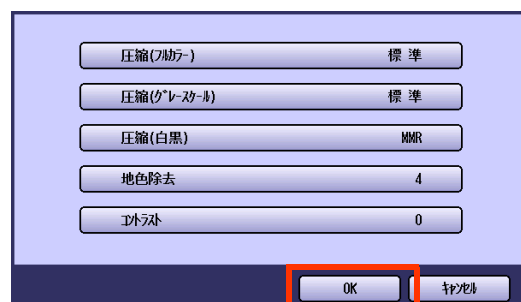 圧縮(ﾌﾙｶﾗｰ) 標 準
圧縮(ｸﾞﾚｰｽｹｰﾙ) 標 準
圧縮(白黒) MMR
地色除去 4
ｺﾝﾄﾗｽﾄ 0
OK ｷｬﾝｾﾙ